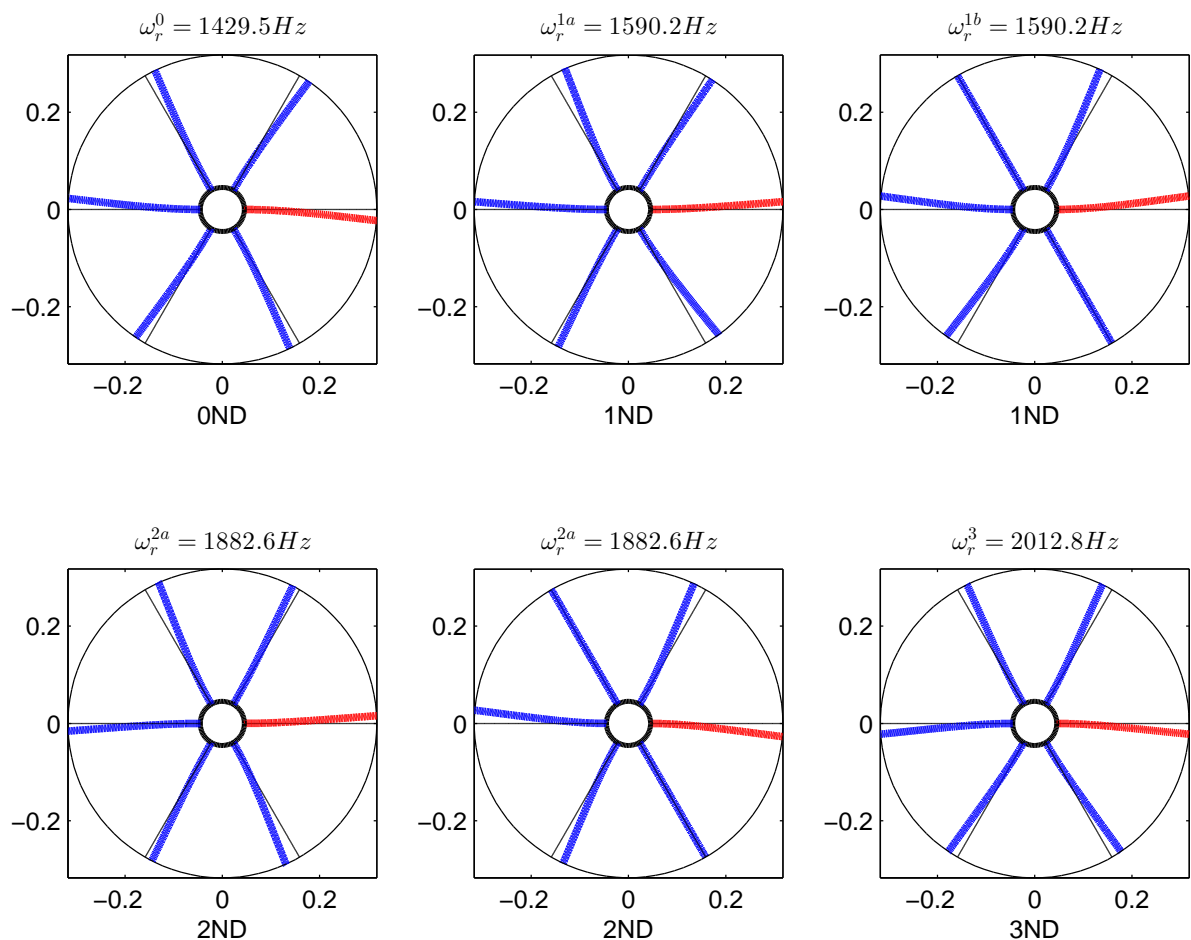 ω_r^0 = 1429.5Hz
ω_r^{1a} = 1590.2Hz
ω_r^{1b} = 1590.2Hz
0.2
0
−0.2
−0.2 0 0.2
0ND
0.2
0
−0.2
−0.2 0 0.2
1ND
0.2
0
−0.2
−0.2 0 0.2
1ND
ω_r^{2a} = 1882.6Hz
ω_r^{2a} = 1882.6Hz
ω_r^3 = 2012.8Hz
0.2
0
−0.2
−0.2 0 0.2
2ND
0.2
0
−0.2
−0.2 0 0.2
2ND
0.2
0
−0.2
−0.2 0 0.2
3ND